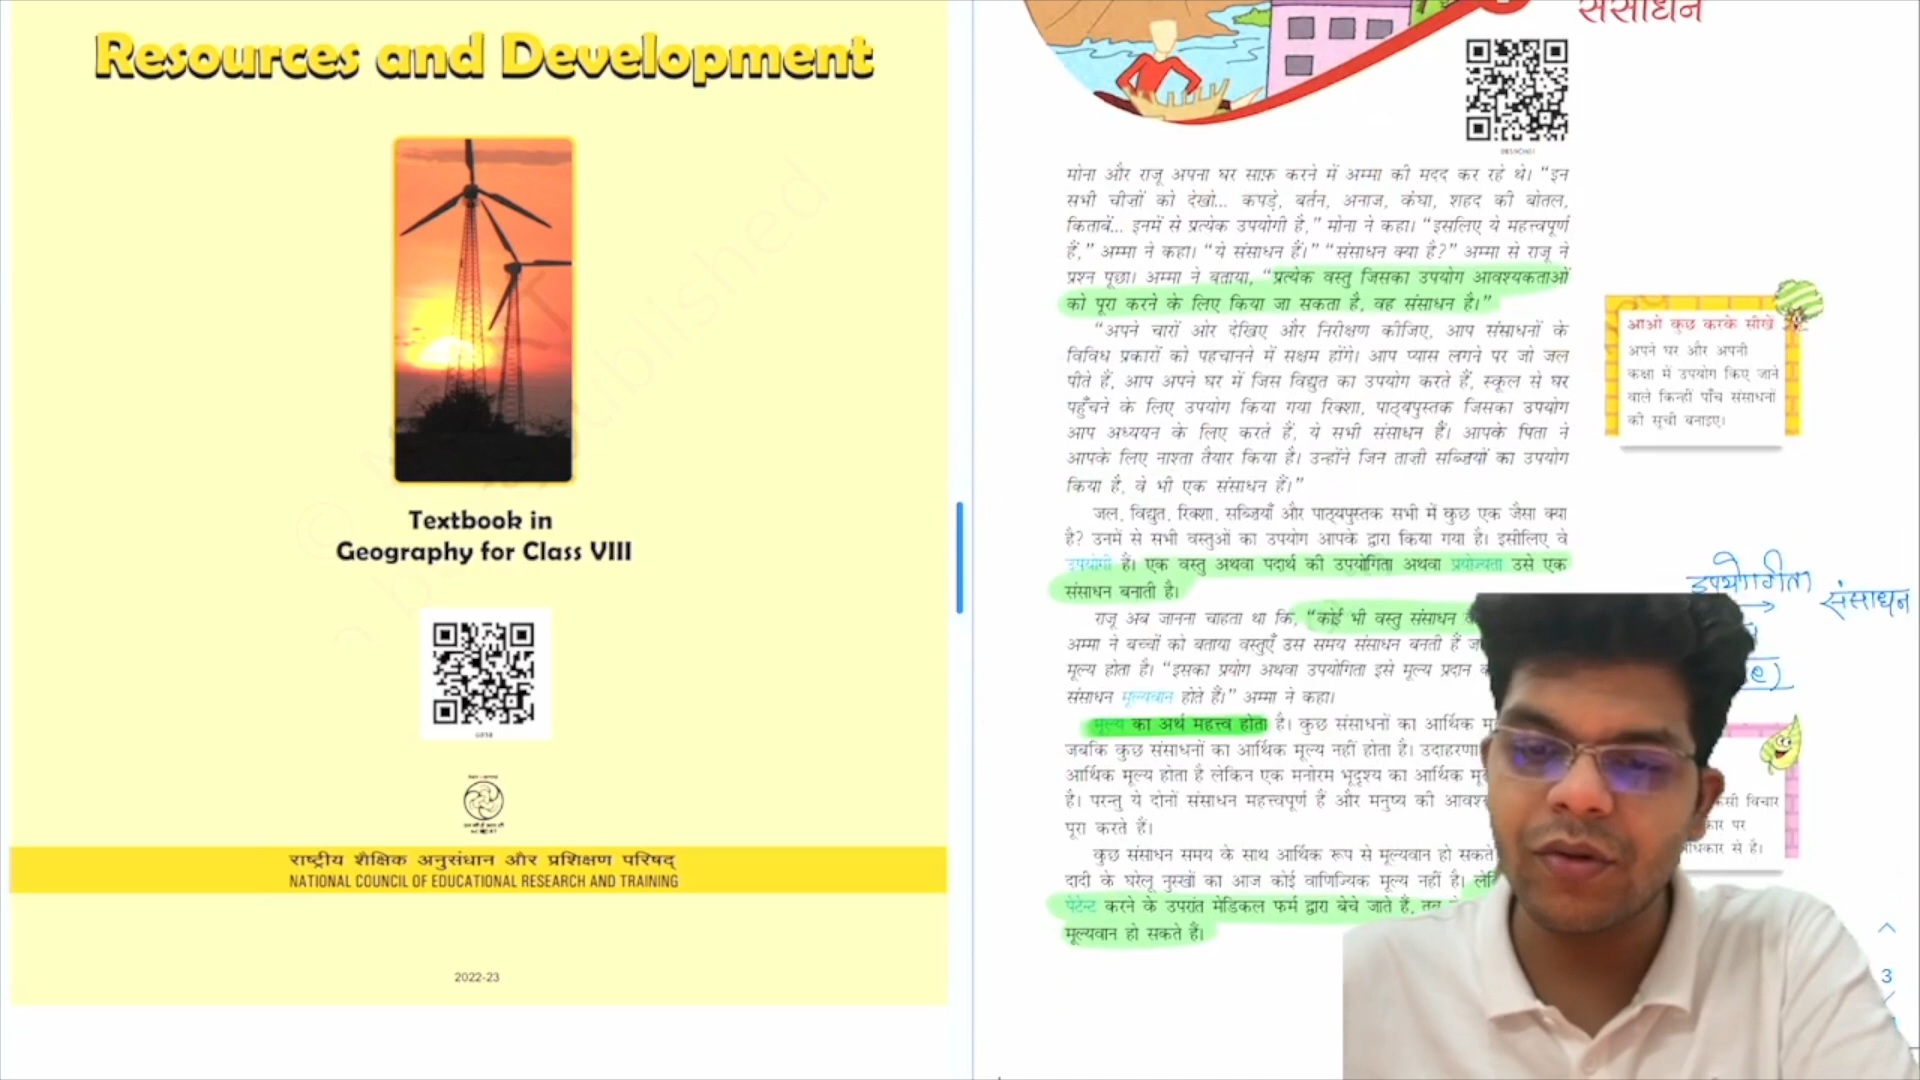 Resources and Development
Textbook in
Geography for Class VIII
राष्ट्रीय शैक्षिक अनुसंधान और प्रशिक्षण परिषद्
NATIONAL COUNCIL OF EDUCATIONAL RESEARCH AND TRAINING
2022-23
संसाधन
मोना और राजू अपना घर साफ़ करने में अम्मा की मदद कर रहे थे। “इन
सभी चीज़ों को देखो... कपड़े, बर्तन, अनाज, कंघा, शहद की बोतल,
किताबें... इनमें से प्रत्येक उपयोगी है,” मोना ने कहा। “इसलिए ये महत्त्वपूर्ण
हैं,” अम्मा ने कहा। “ये संसाधन हैं।” “संसाधन क्या है?” अम्मा से राजू ने
प्रश्न पूछा। अम्मा ने बताया, “प्रत्येक वस्तु जिसका उपयोग आवश्यकताओं
को पूरा करने के लिए किया जा सकता है, वह संसाधन है।”
“अपने चारों ओर देखिए और निरीक्षण कीजिए, आप संसाधनों के
विविध प्रकारों को पहचानने में सक्षम होंगे। आप प्यास लगने पर जो जल
पीते हैं, आप अपने घर में जिस विद्युत का उपयोग करते हैं, स्कूल से घर
पहुँचने के लिए उपयोग किया गया रिक्शा, पाठ्यपुस्तक जिसका उपयोग
आप अध्ययन के लिए करते हैं, ये सभी संसाधन हैं। आपके पिता ने
आपके लिए नाश्ता तैयार किया है। उन्होंने जिन ताज़ी सब्ज़ियों का उपयोग
किया है, वे भी एक संसाधन हैं।”
जल, विद्युत, रिक्शा, सब्ज़ियाँ और पाठ्यपुस्तक सभी में कुछ एक जैसा क्या
है? उनमें से सभी वस्तुओं का उपयोग आपके द्वारा किया गया है। इसीलिए वे
उपयोगी हैं। एक वस्तु अथवा पदार्थ की उपयोगिता अथवा प्रयोज्यता उसे एक
संसाधन बनाती है।
राजू अब जानना चाहता था कि, “कोई भी वस्तु संसाधन
अम्मा ने बच्चों को बताया वस्तुएँ उस समय संसाधन बनती हैं
मूल्य होता है। “इसका प्रयोग अथवा उपयोगिता इसे मूल्य प्रदान
संसाधन मूल्यवान होते हैं।” अम्मा ने कहा।
मूल्य का अर्थ महत्त्व होता है। कुछ संसाधनों का आर्थिक
जबकि कुछ संसाधनों का आर्थिक मूल्य नहीं होता है।
आर्थिक मूल्य होता है लेकिन एक मनोरम भूदृश्य का आर्थिक
है। परन्तु ये दोनों संसाधन महत्त्वपूर्ण हैं और मनुष्य की
पूरा करते हैं।
कुछ संसाधन समय के साथ आर्थिक रूप से मूल्यवान हो सकते
दादी के घरेलू नुस्खों का आज कोई वाणिज्यिक मूल्य नहीं है।
पेटेन्ट करने के उपरांत मेडिकल फर्म द्वारा बेचे जाते हैं,
मूल्यवान हो सकते हैं।
आओ कुछ करके सीखें
अपने घर और अपनी
कक्षा में उपयोग किए जाने
वाले किन्हीं पाँच संसाधनों
की सूची बनाइए।
उपयोगीता
संसाधन
e)
विचार
पर
से है।
3